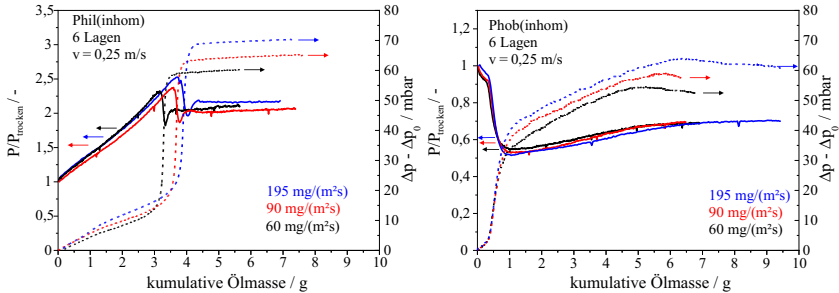 Phil(inhom)
6 Lagen
v = 0,25 m/s
3,5
3
2,5
2
1,5
1
0,5
0
P/P_trocken / -
80
70
60
50
40
30
20
10
0
Δp - Δp_0 / mbar
195 mg/(m²s)
90 mg/(m²s)
60 mg/(m²s)
0 1 2 3 4 5 6 7 8 9 10
kumulative Ölmasse / g
Phob(inhom)
6 Lagen
v = 0,25 m/s
1,2
1
0,8
0,6
0,4
0,2
0
P/P_trocken / -
80
70
60
50
40
30
20
10
0
Δp - Δp_0 / mbar
195 mg/(m²s)
90 mg/(m²s)
60 mg/(m²s)
0 1 2 3 4 5 6 7 8 9 10
kumulative Ölmasse / g